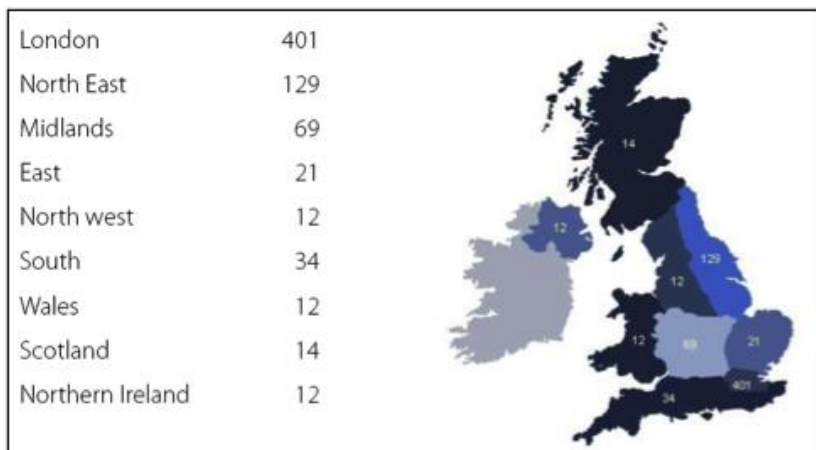 London 401
North East 129
Midlands 69
East 21
North west 12
South 34
Wales 12
Scotland 14
Northern Ireland 12
14
12
129
12
12
69
21
401
34